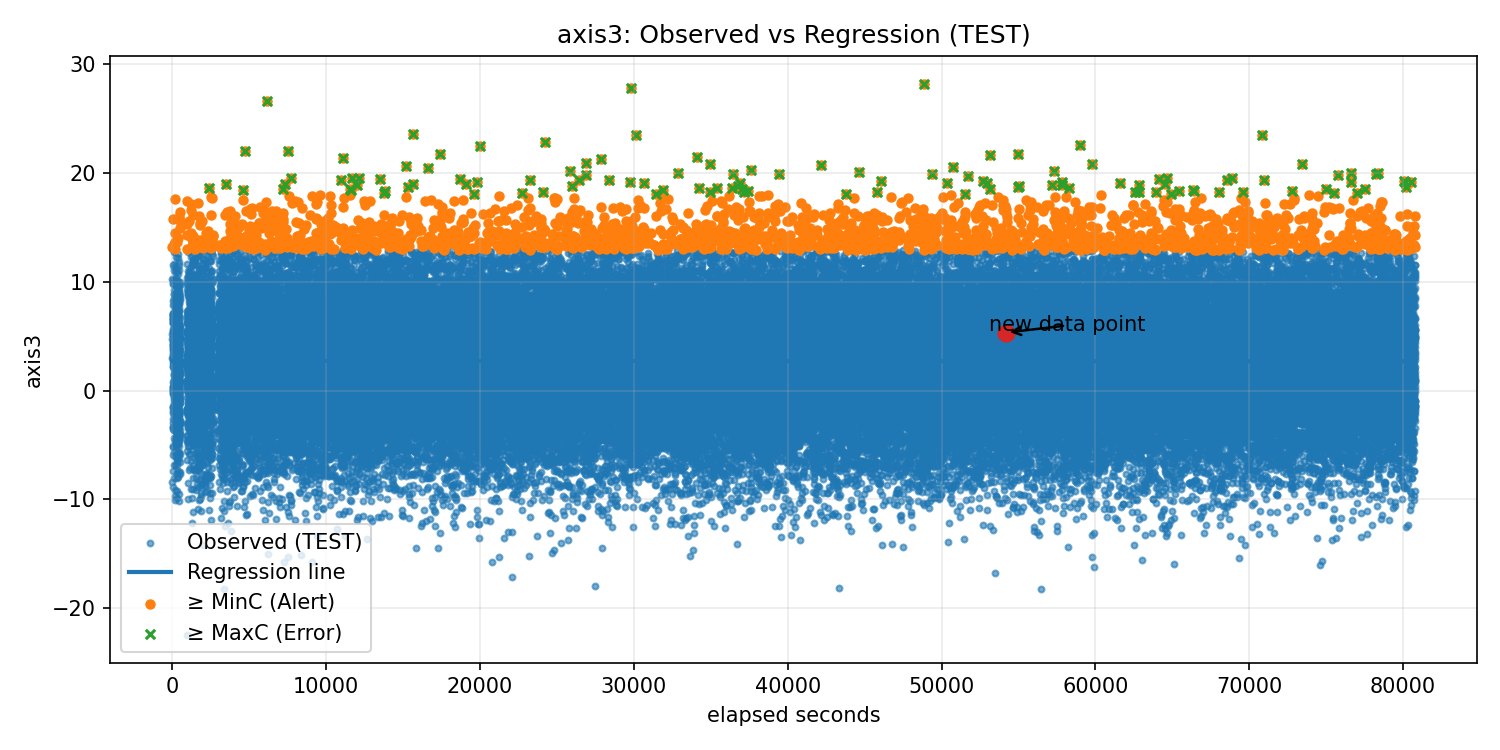 axis3: Observed vs Regression (TEST)
30
20
10
0
−10
−20
axis3
new data point
Observed (TEST)
Regression line
≥ MinC (Alert)
≥ MaxC (Error)
0
10000
20000
30000
40000
50000
60000
70000
80000
elapsed seconds